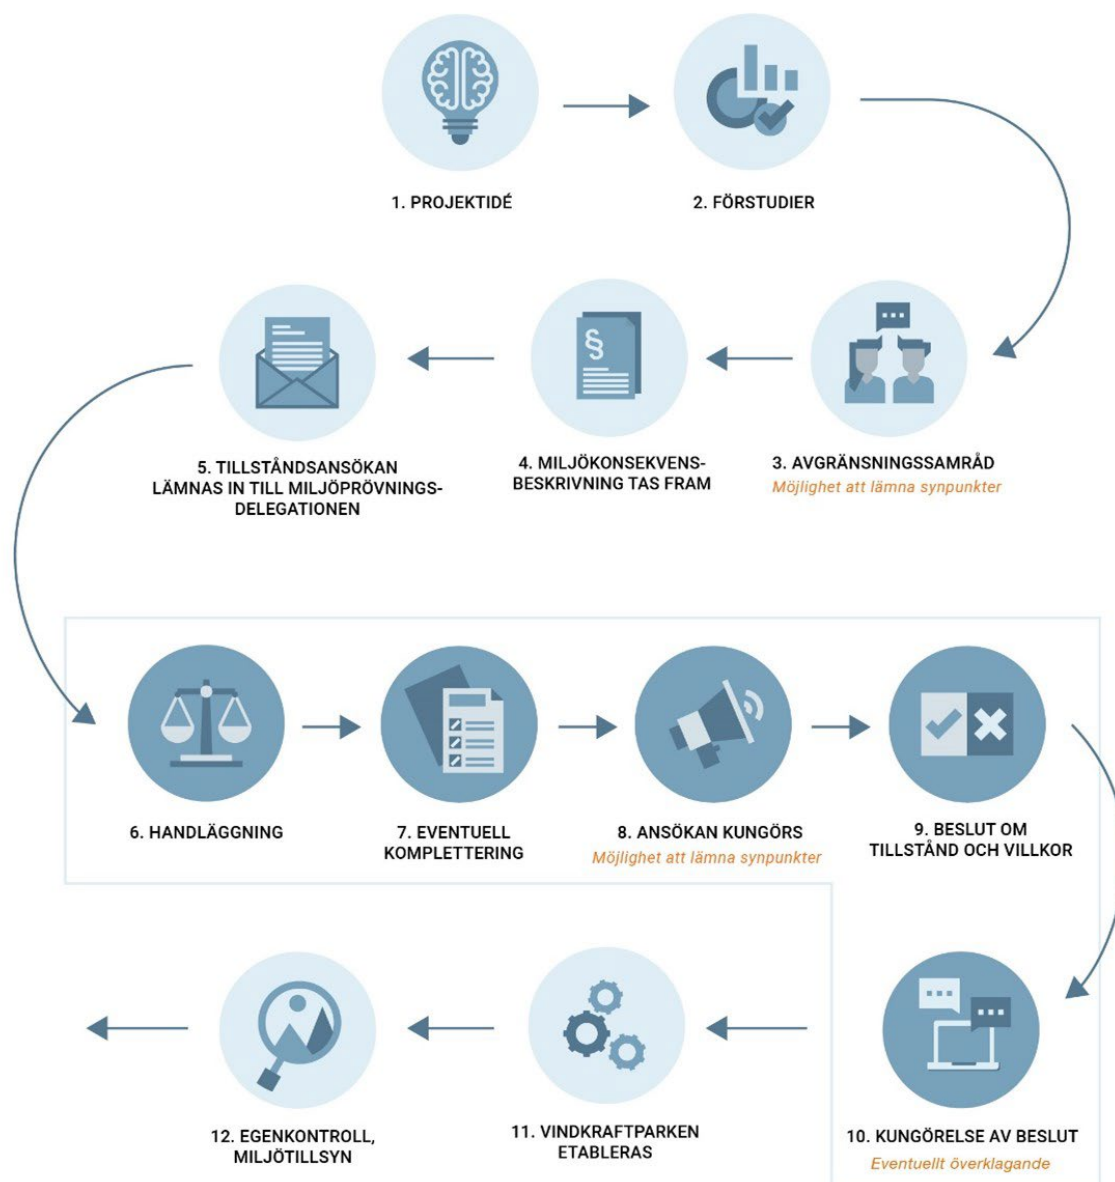 1. PROJEKTIDÉ
2. FÖRSTUDIER
3. AVGRÄNSNINGSSAMRÅD
Möjlighet att lämna synpunkter
§
4. MILJÖKONSEKVENS-
BESKRIVNING TAS FRAM
5. TILLSTÅNDSANSÖKAN
LÄMNAS IN TILL MILJÖPRÖVNINGS-
DELEGATIONEN
6. HANDLÄGGNING
7. EVENTUELL
KOMPLETTERING
8. ANSÖKAN KUNGÖRS
Möjlighet att lämna synpunkter
9. BESLUT OM
TILLSTÅND OCH VILLKOR
10. KUNGÖRELSE AV BESLUT
Eventuellt överklagande
11. VINDKRAFTPARKEN
ETABLERAS
12. EGENKONTROLL,
MILJÖTILLSYN